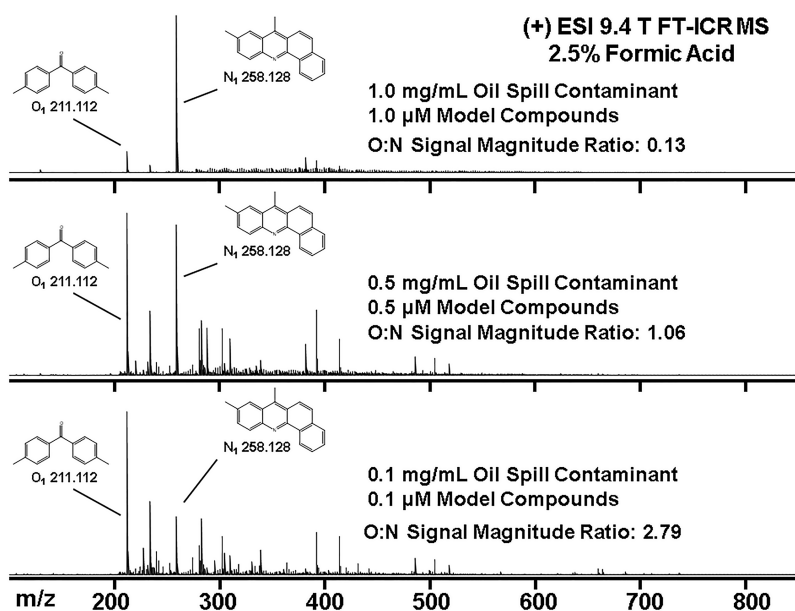 (+) ESI 9.4 T FT-ICR MS
2.5% Formic Acid
O
N
O₁ 211.112
N₁ 258.128
1.0 mg/mL Oil Spill Contaminant
1.0 µM Model Compounds
O:N Signal Magnitude Ratio: 0.13
O
N
O₁ 211.112
N₁ 258.128
0.5 mg/mL Oil Spill Contaminant
0.5 µM Model Compounds
O:N Signal Magnitude Ratio: 1.06
O
N
O₁ 211.112
N₁ 258.128
0.1 mg/mL Oil Spill Contaminant
0.1 µM Model Compounds
O:N Signal Magnitude Ratio: 2.79
m/z 200 300 400 500 600 700 800